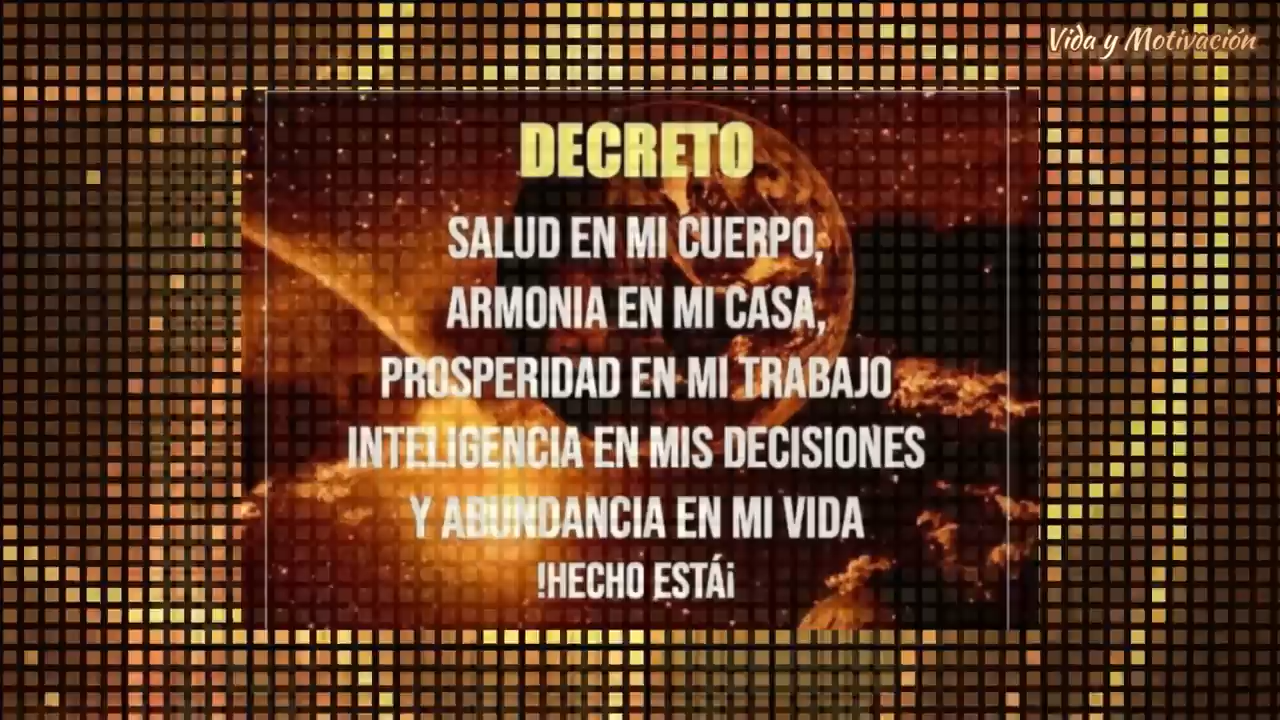 Vida y Motivación
DECRETO
SALUD EN MI CUERPO,
ARMONIA EN MI CASA,
PROSPERIDAD EN MI TRABAJO
INTELIGENCIA EN MIS DECISIONES
Y ABUNDANCIA EN MI VIDA
!HECHO ESTÁ¡